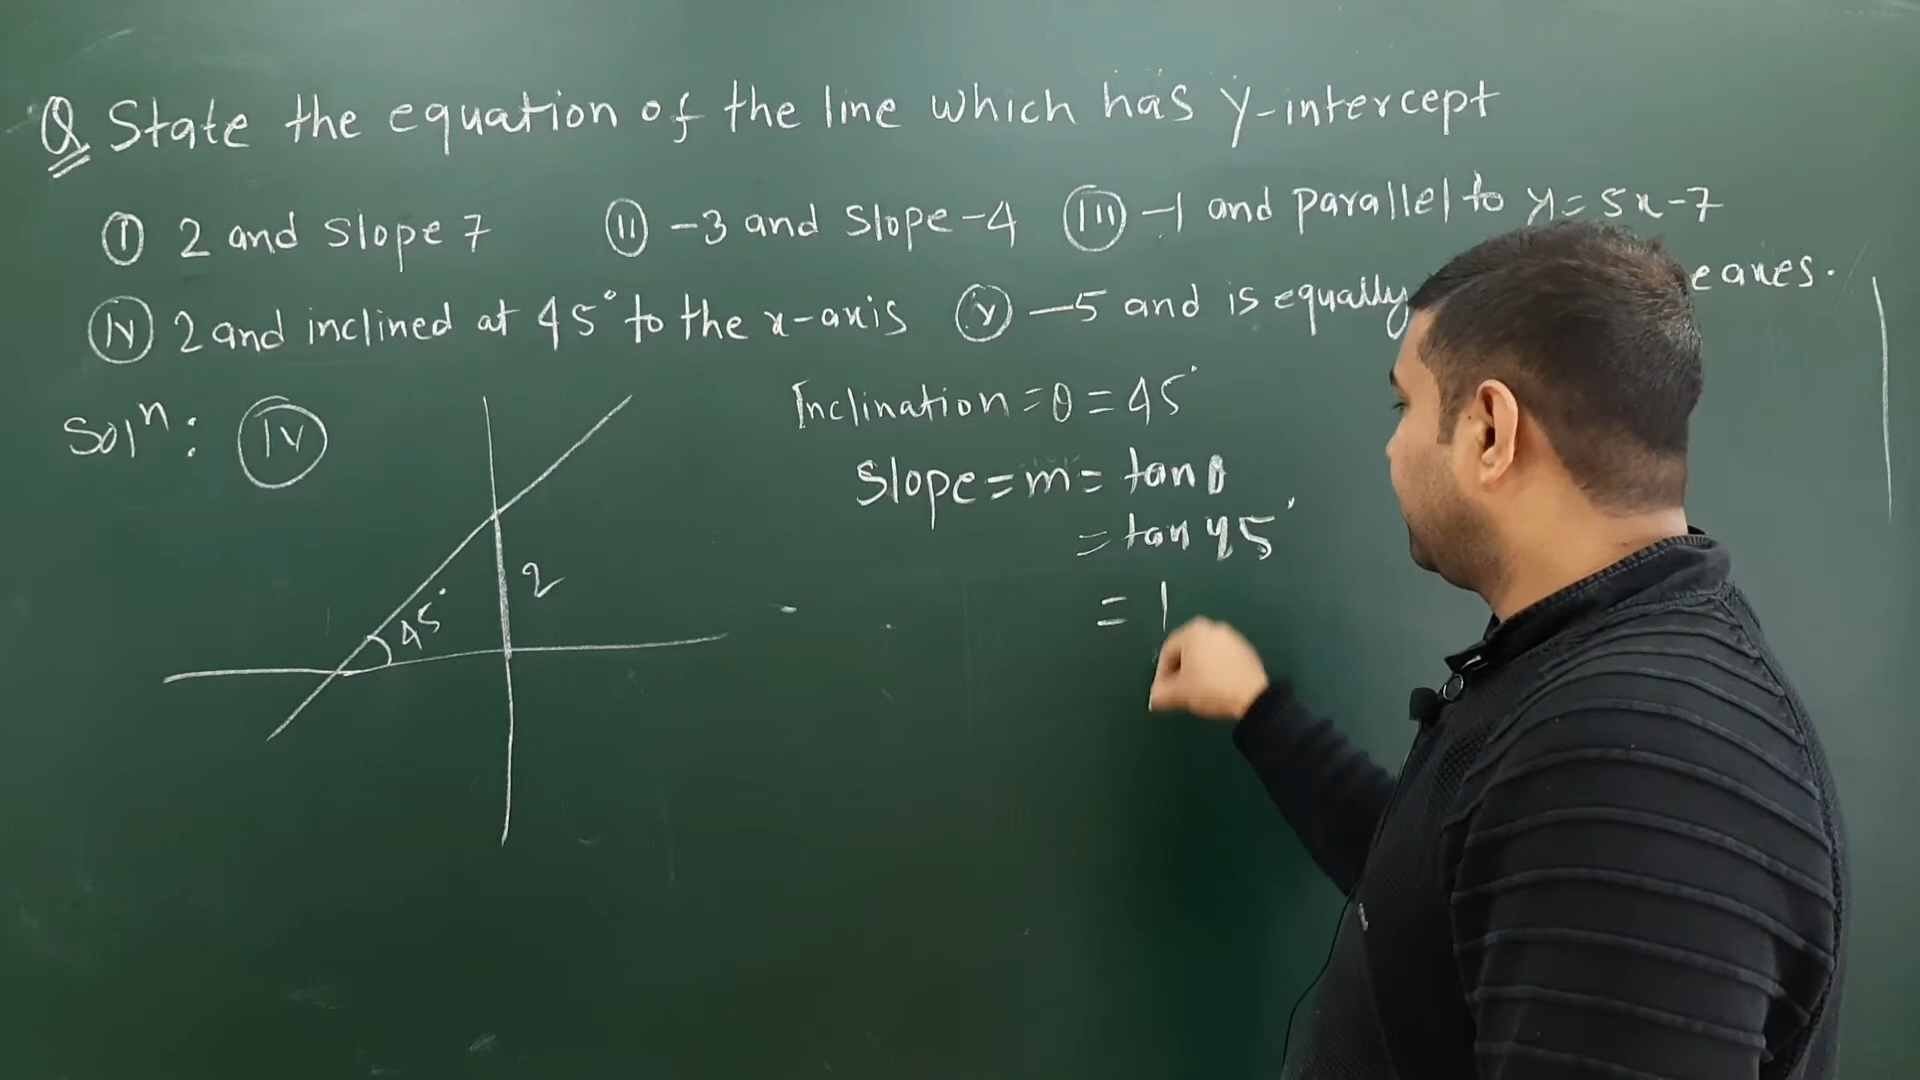 Q State the equation of the line which has y-intercept
(i) 2 and slope 7 (ii) -3 and slope -4 (iii) -1 and parallel to y = 5x-7
(iv) 2 and inclined at 45° to the x-axis (v) -5 and is equally axes.
Solⁿ: (iv)
Inclination = θ = 45°
Slope = m = tan θ
= tan 45°
= 1
2
45°